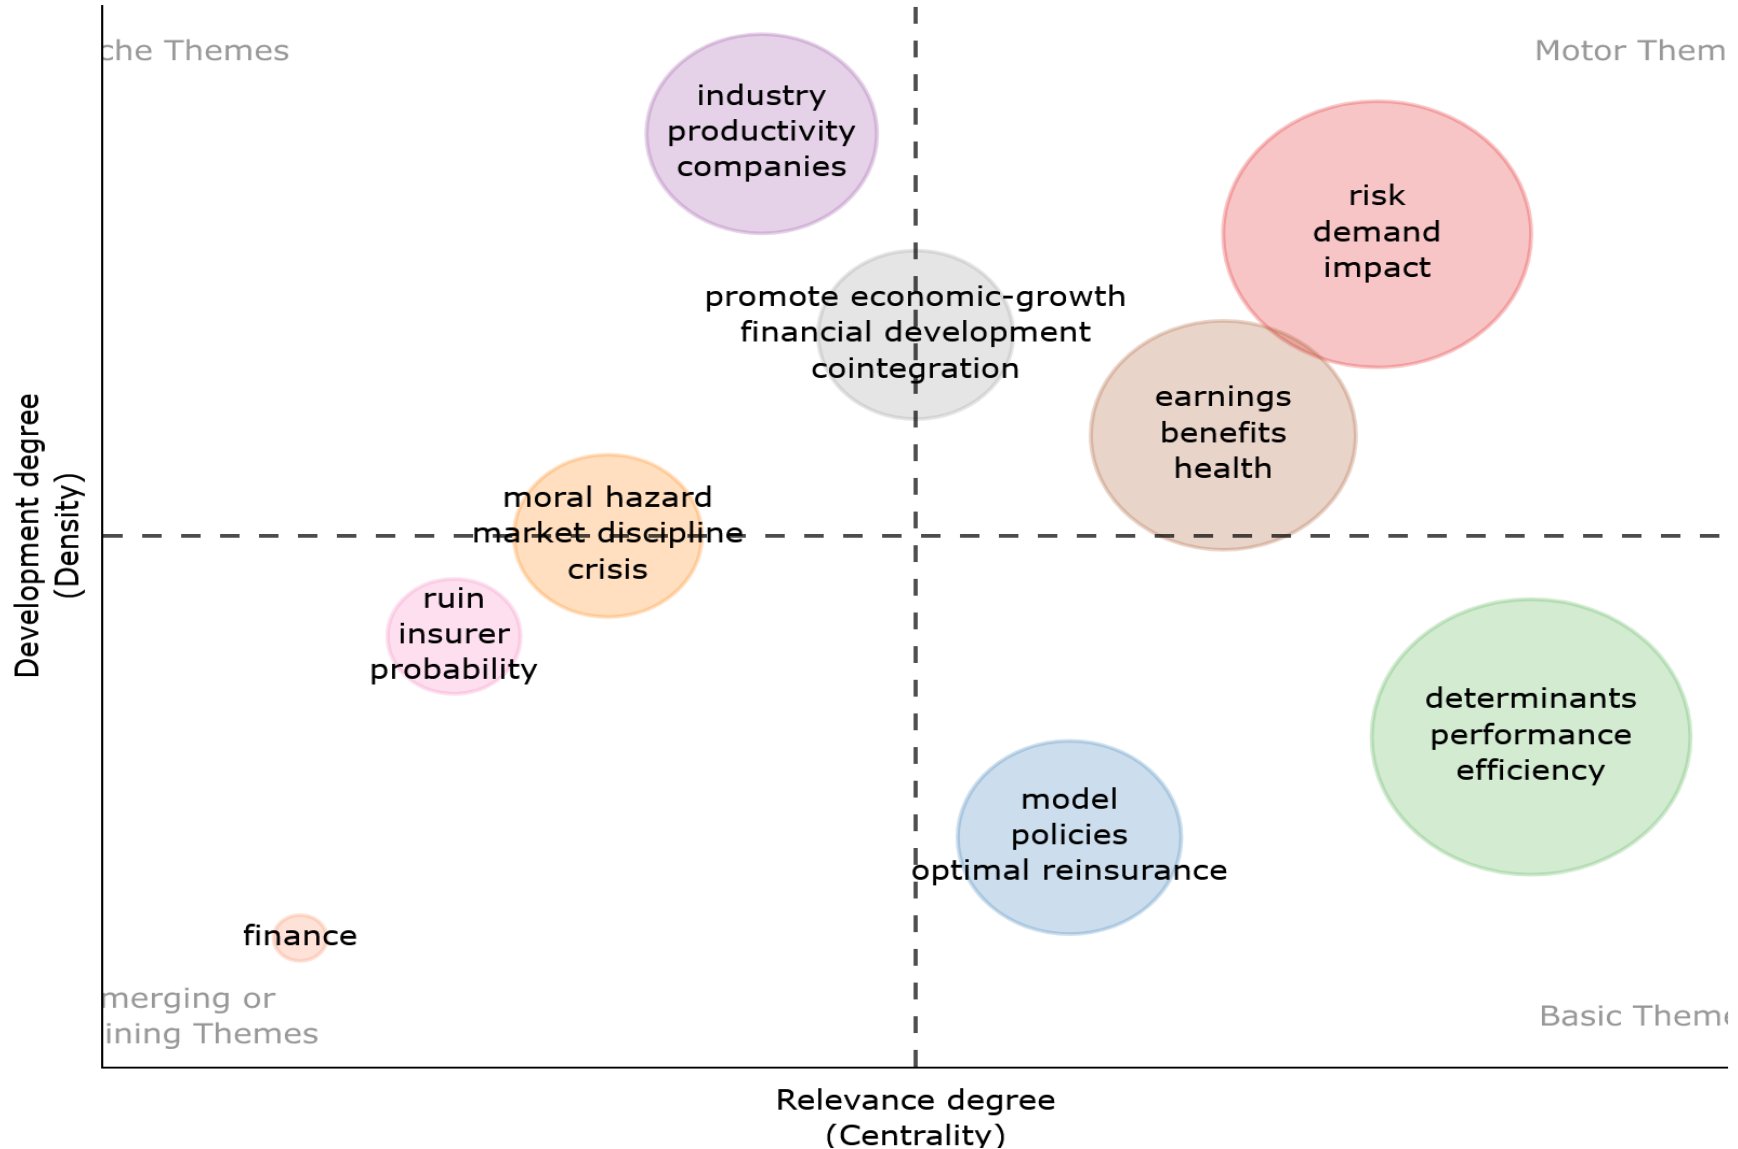 che Themes
Motor Them
industry
productivity
companies
risk
demand
impact
promote economic-growth
financial development
cointegration
earnings
benefits
health
moral hazard
market discipline
crisis
ruin
insurer
probability
determinants
performance
efficiency
model
policies
optimal reinsurance
finance
merging or
ining Themes
Basic Theme
Development degree
(Density)
Relevance degree
(Centrality)